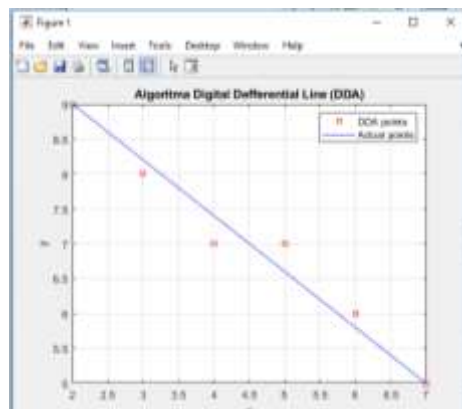 Figure 1
File Edit View Insert Tools Desktop Window Help
Algoritma Digital Defferential Line (DDA)
DDA points
Actual points
9
8.5
8
7.5
7
6.5
6
5.5
5
y
2 2.5 3 3.5 4 4.5 5 5.5 6 6.5 7